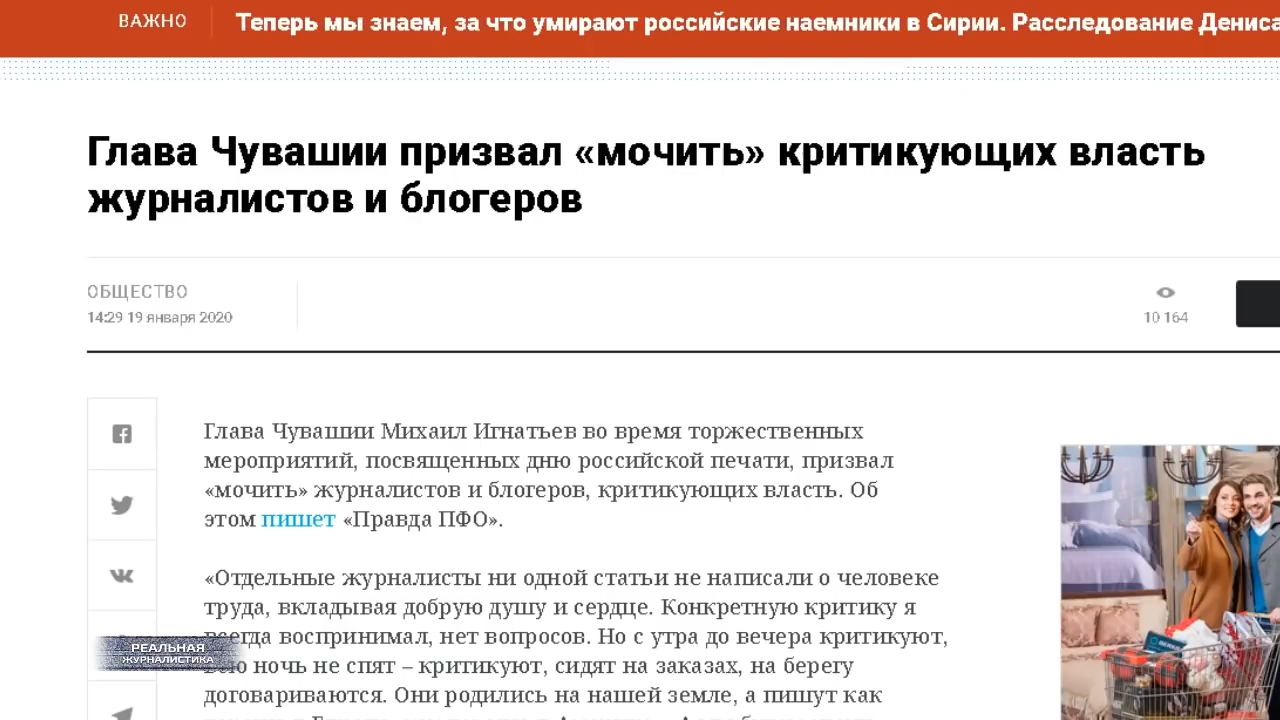 ВАЖНО
Теперь мы знаем, за что умирают российские наемники в Сирии. Расследование Дениса
Глава Чувашии призвал «мочить» критикующих власть
журналистов и блогеров
ОБЩЕСТВО
14:29 19 января 2020
10 164
Глава Чувашии Михаил Игнатьев во время торжественных
мероприятий, посвященных дню российской печати, призвал
«мочить» журналистов и блогеров, критикующих власть. Об
этом пишет «Правда ПФО».
«Отдельные журналисты ни одной статьи не написали о человеке
труда, вкладывая добрую душу и сердце. Конкретную критику я
всегда воспринимал, нет вопросов. Но с утра до вечера критикуют,
ночь не спят – критикуют, сидят на заказах, на берегу
договариваются. Они родились на нашей земле, а пишут как
РЕАЛЬНАЯ
ЖУРНАЛИСТИКА